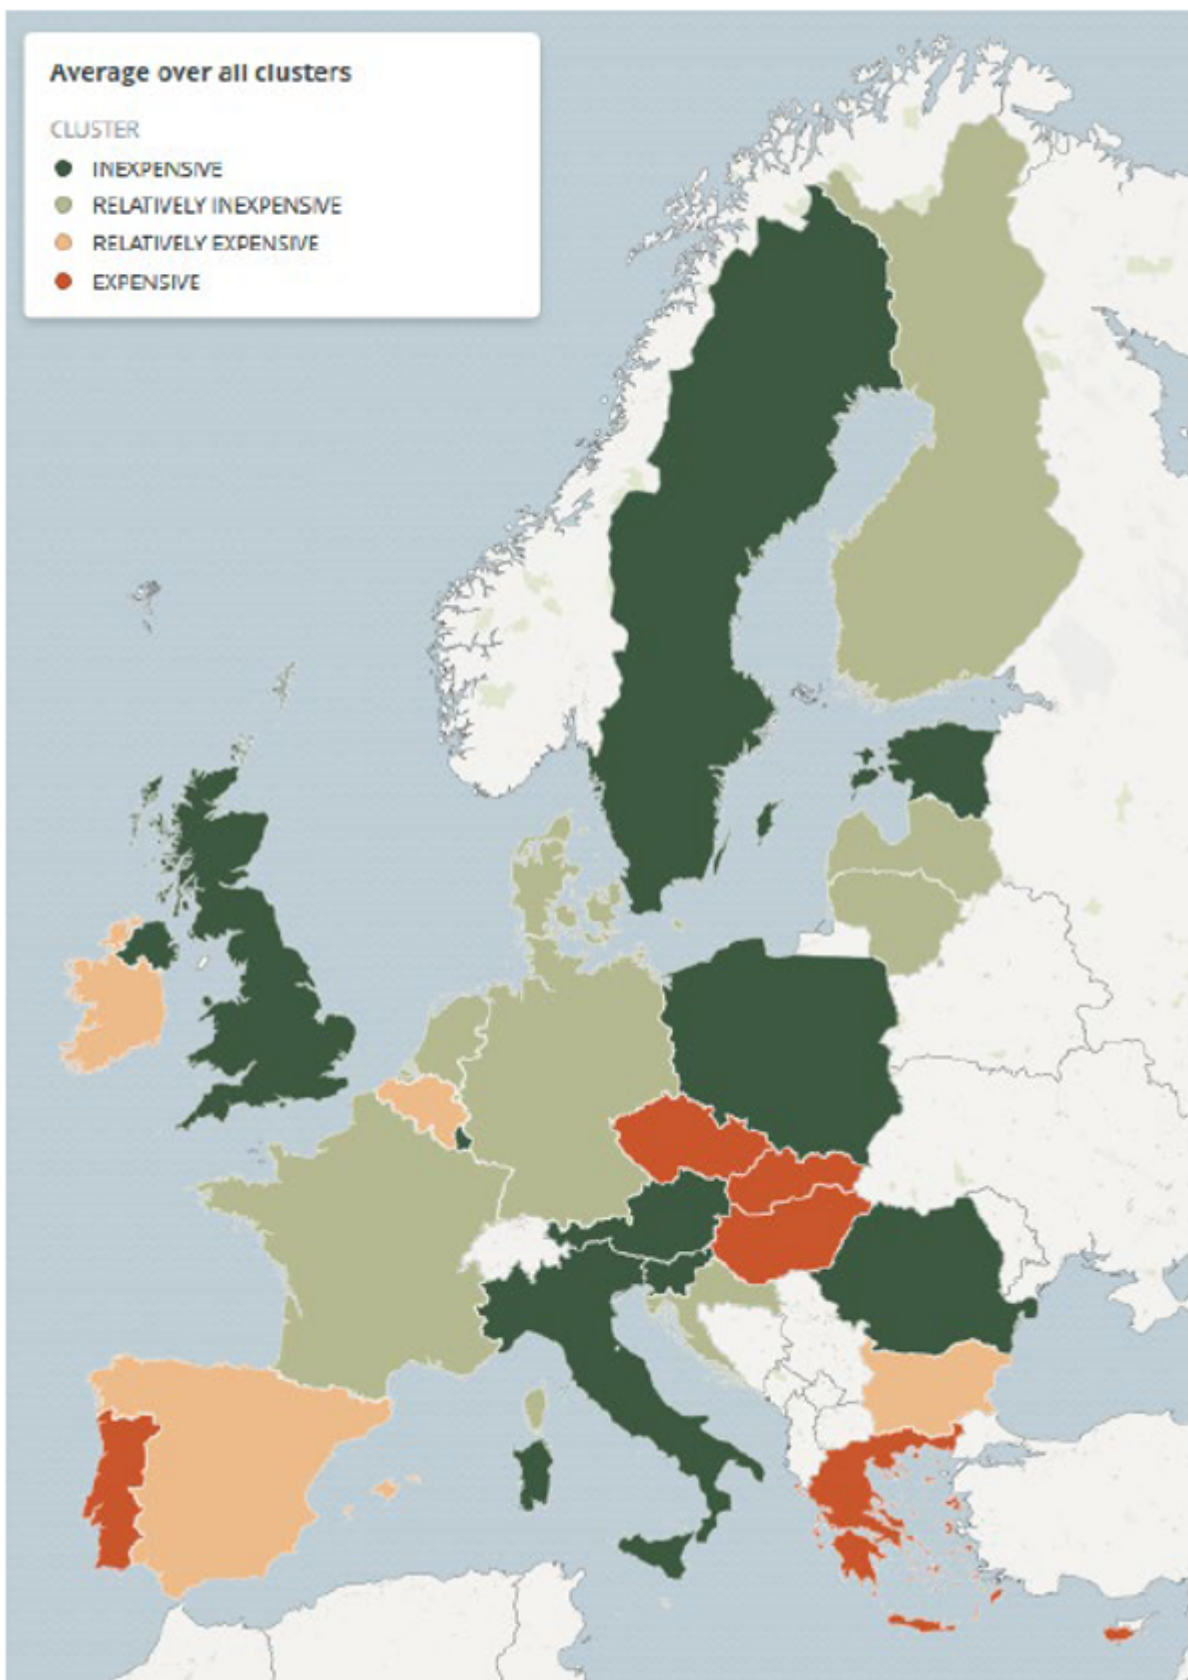 Average over all clusters
CLUSTER
INEXPENSIVE
RELATIVELY INEXPENSIVE
RELATIVELY EXPENSIVE
EXPENSIVE